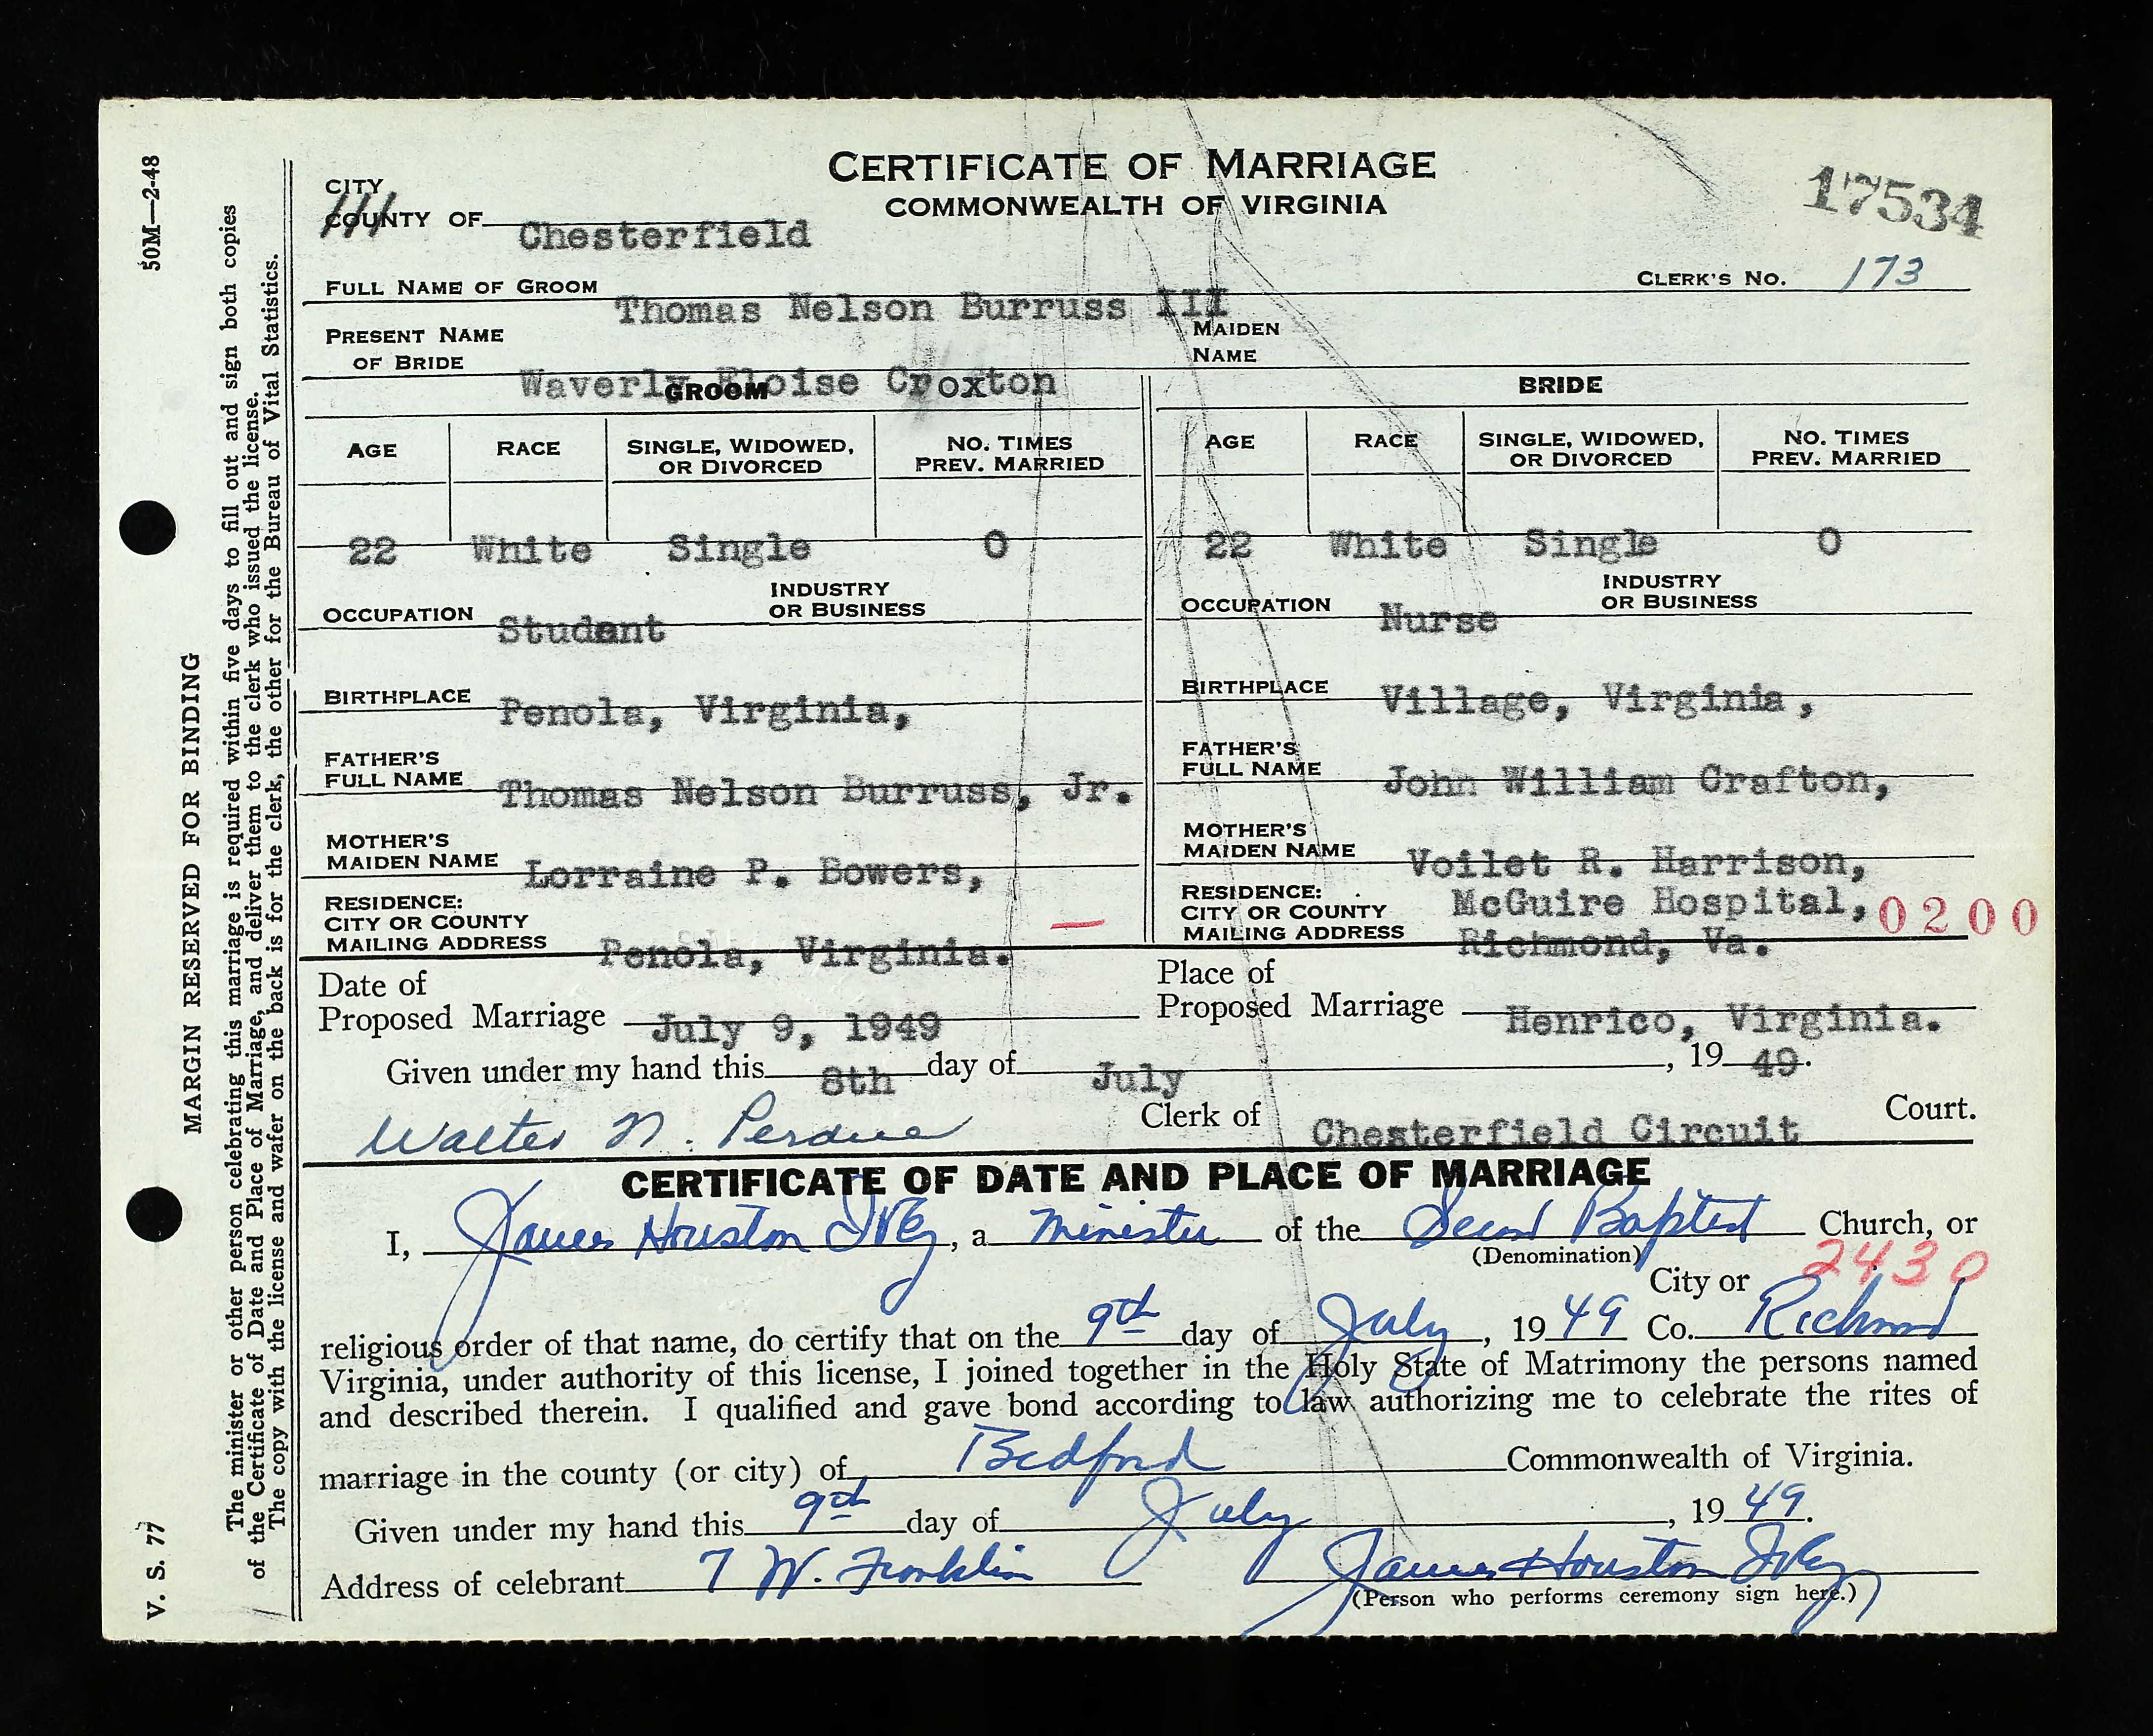 50M—2-48
MARGIN RESERVED FOR BINDING
The minister or other person celebrating this marriage is required within five days to fill out and sign both copies
of the Certificate of Date and Place of Marriage, and deliver them to the clerk who issued the license.
The copy with the license and wafer on the back is for the clerk, the other for the Bureau of Vital Statistics.
V. S. 77
CERTIFICATE OF MARRIAGE
COMMONWEALTH OF VIRGINIA
17534
CITY
COUNTY OF Chesterfield
CLERK'S NO. 173
FULL NAME OF GROOM Thomas Nelson Burruss III
PRESENT NAME OF BRIDE Waverly Eloise Croxton MAIDEN NAME
GROOM BRIDE
AGE RACE SINGLE, WIDOWED, OR DIVORCED NO. TIMES PREV. MARRIED AGE RACE SINGLE, WIDOWED, OR DIVORCED NO. TIMES PREV. MARRIED
22 White Single 0 22 White Single 0
OCCUPATION Student INDUSTRY OR BUSINESS OCCUPATION Nurse INDUSTRY OR BUSINESS
BIRTHPLACE Penola, Virginia, BIRTHPLACE Village, Virginia,
FATHER'S FULL NAME Thomas Nelson Burruss, Jr. FATHER'S FULL NAME John William Crafton,
MOTHER'S MAIDEN NAME Lorraine P. Bowers, MOTHER'S MAIDEN NAME Voilet R. Harrison,
RESIDENCE: CITY OR COUNTY MAILING ADDRESS Penola, Virginia. RESIDENCE: CITY OR COUNTY MAILING ADDRESS McGuire Hospital, Richmond, Va. 0200
Date of Proposed Marriage July 9, 1949 Place of Proposed Marriage Henrico, Virginia.
Given under my hand this 8th day of July, 1949.
Walter N. Perdue Clerk of Chesterfield Circuit Court.
CERTIFICATE OF DATE AND PLACE OF MARRIAGE
I, James Houston Ivey, a Minister of the Second Baptist Church, or
(Denomination) 2430
City or
religious order of that name, do certify that on the 9th day of July, 1949 Co. Richmond
Virginia, under authority of this license, I joined together in the Holy State of Matrimony the persons named
and described therein. I qualified and gave bond according to law authorizing me to celebrate the rites of
marriage in the county (or city) of Bedford Commonwealth of Virginia.
Given under my hand this 9th day of July, 1949.
Address of celebrant 7 W. Franklin James Houston Ivey
(Person who performs ceremony sign here.)